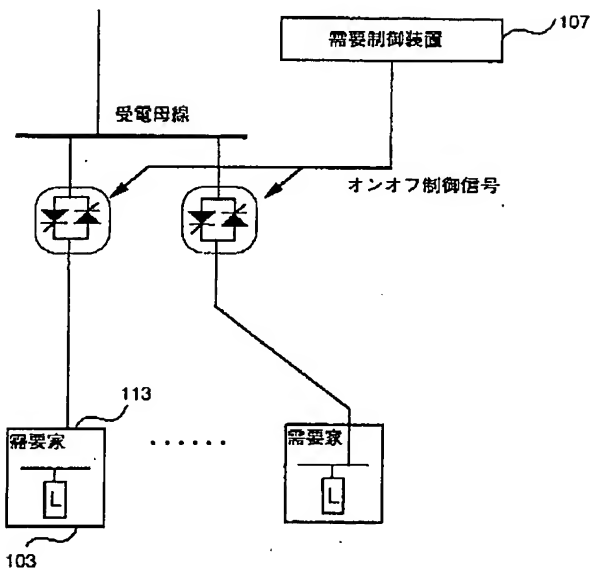 需要制御装置
107
受電母線
オンオフ制御信号
113
需要家
L
103
......
需要家
L